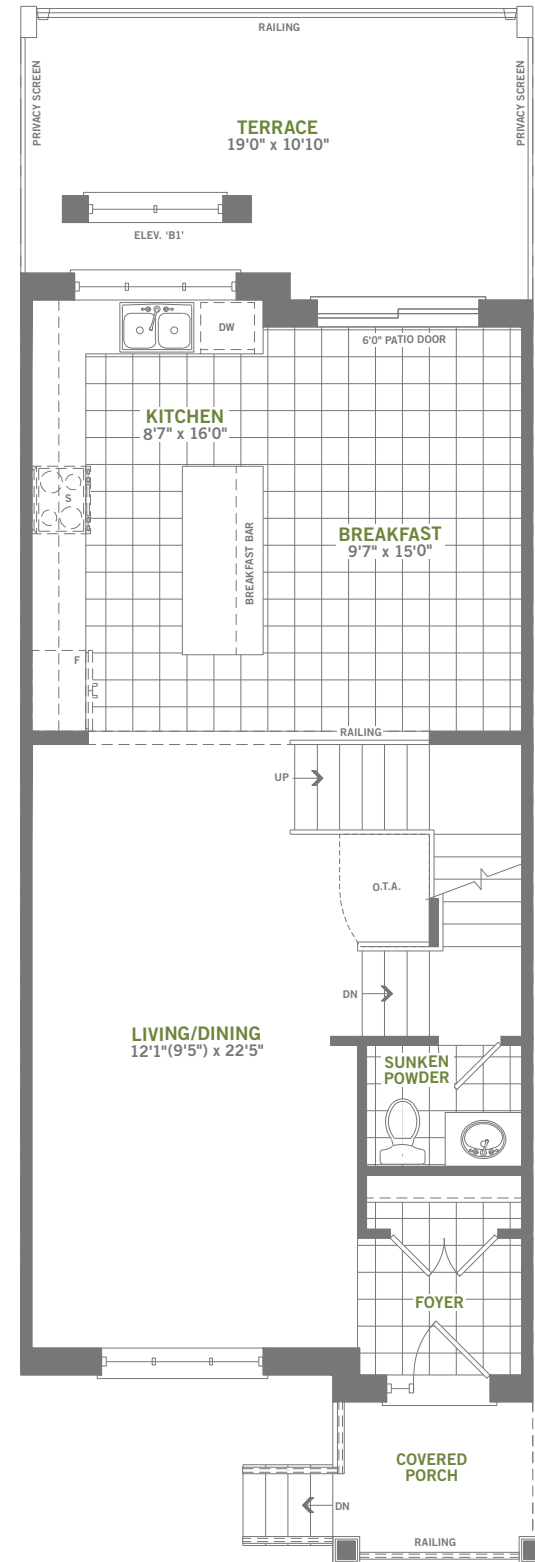 RAILING
PRIVACY SCREEN
PRIVACY SCREEN
TERRACE
19'0" x 10'10"
ELEV. 'B1'
DW
6'0" PATIO DOOR
KITCHEN
8'7" x 16'0"
S
BREAKFAST BAR
BREAKFAST
9'7" x 15'0"
F
RAILING
UP
O.T.A.
DN
LIVING/DINING
12'1"(9'5") x 22'5"
SUNKEN
POWDER
FOYER
COVERED
PORCH
DN
RAILING